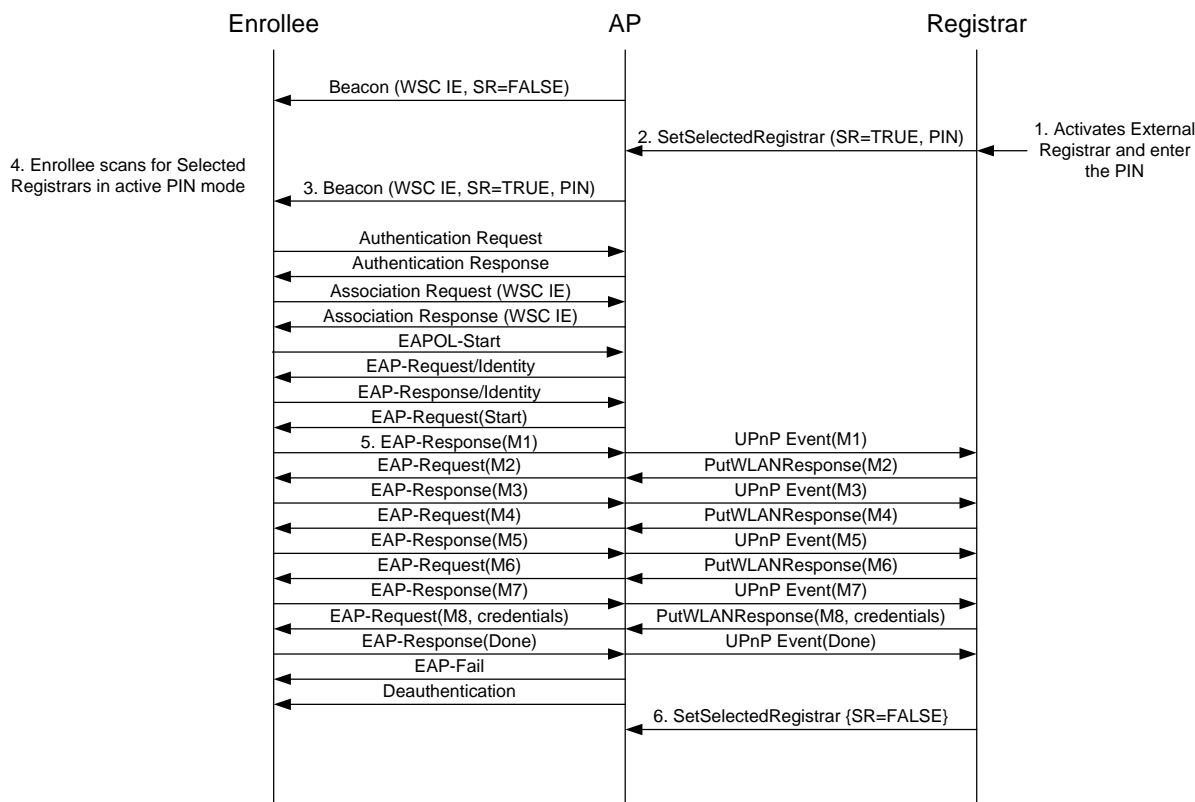 Enrollee
AP
Registrar
Beacon (WSC IE, SR=FALSE)
2. SetSelectedRegistrar (SR=TRUE, PIN)
1. Activates External
Registrar and enter
the PIN
4. Enrollee scans for Selected
Registrars in active PIN mode
3. Beacon (WSC IE, SR=TRUE, PIN)
Authentication Request
Authentication Response
Association Request (WSC IE)
Association Response (WSC IE)
EAPOL-Start
EAP-Request/Identity
EAP-Response/Identity
EAP-Request(Start)
5. EAP-Response(M1)
UPnP Event(M1)
EAP-Request(M2)
PutWLANResponse(M2)
EAP-Response(M3)
UPnP Event(M3)
EAP-Request(M4)
PutWLANResponse(M4)
EAP-Response(M5)
UPnP Event(M5)
EAP-Request(M6)
PutWLANResponse(M6)
EAP-Response(M7)
UPnP Event(M7)
EAP-Request(M8, credentials)
PutWLANResponse(M8, credentials)
EAP-Response(Done)
UPnP Event(Done)
EAP-Fail
Deauthentication
6. SetSelectedRegistrar {SR=FALSE}